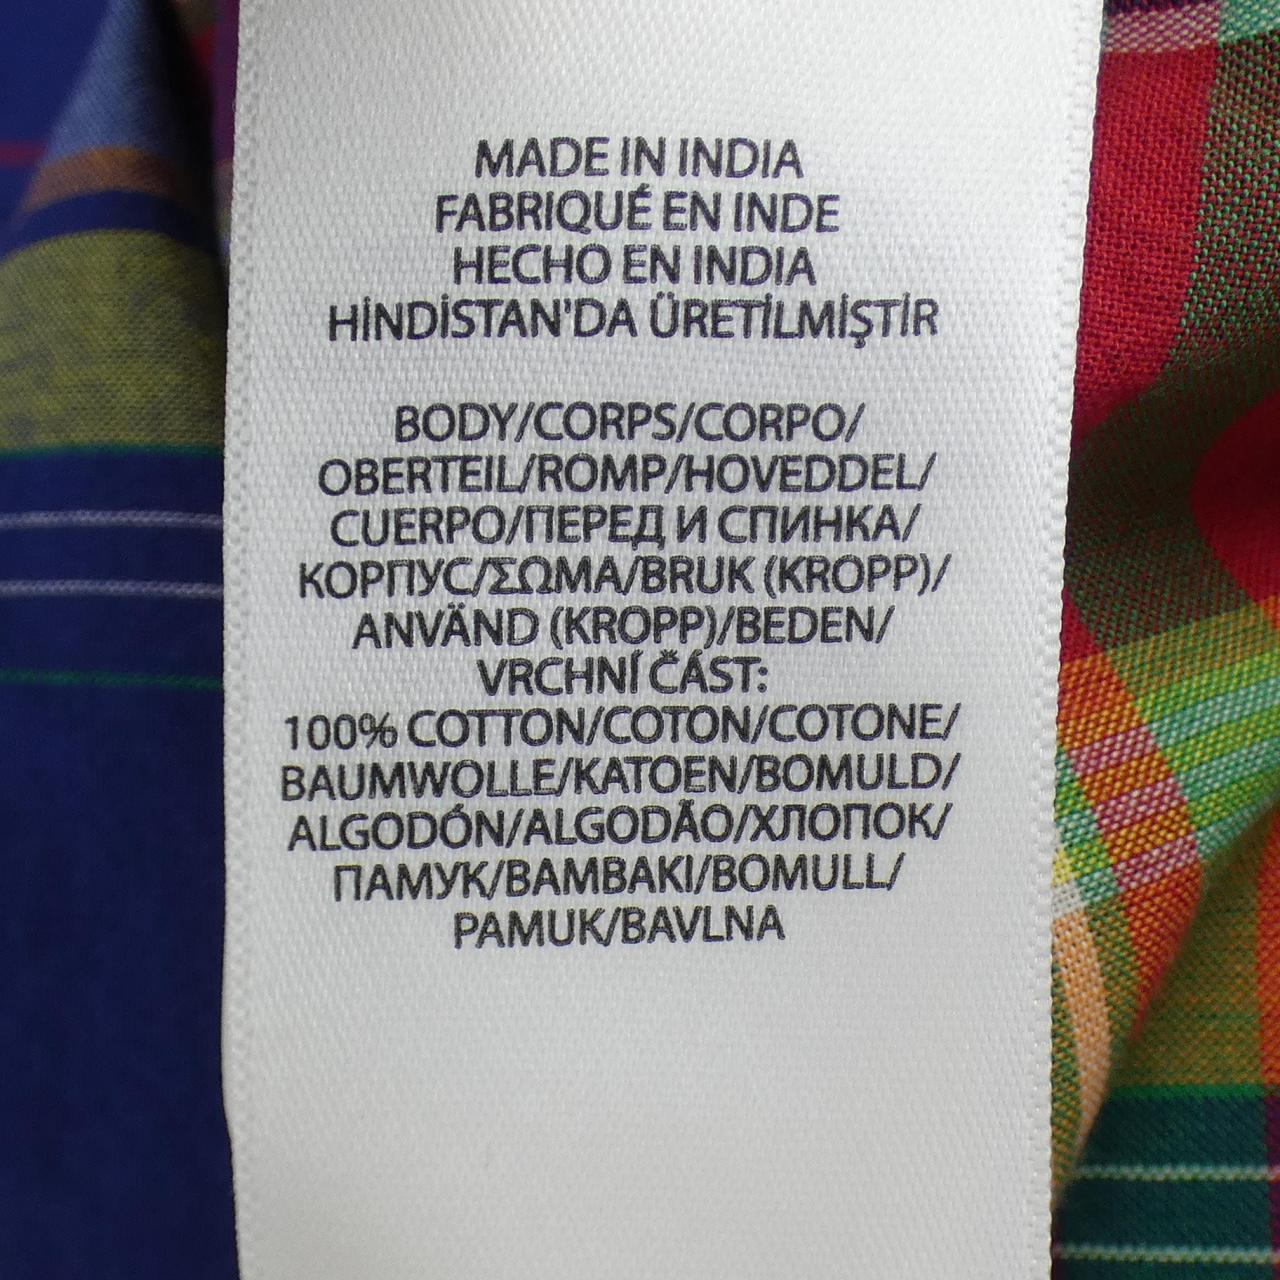 MADE IN INDIA
FABRIQUÉ EN INDE
HECHO EN INDIA
HİNDİSTAN'DA ÜRETİLMİŞTİR
BODY/CORPS/CORPO/
OBERTEIL/ROMP/HOVEDDEL/
CUERPO/ПЕРЕД И СПИНКА/
КОРПУС/ΣΩΜΑ/BRUK (KROPP)/
ANVÄND (KROPP)/BEDEN/
VRCHNÍ ČÁST:
100% COTTON/COTON/COTONE/
BAUMWOLLE/KATOEN/BOMULD/
ALGODÓN/ALGODÃO/ХЛОПОК/
ПАМУК/BAMBAKI/BOMULL/
PAMUK/BAVLNA